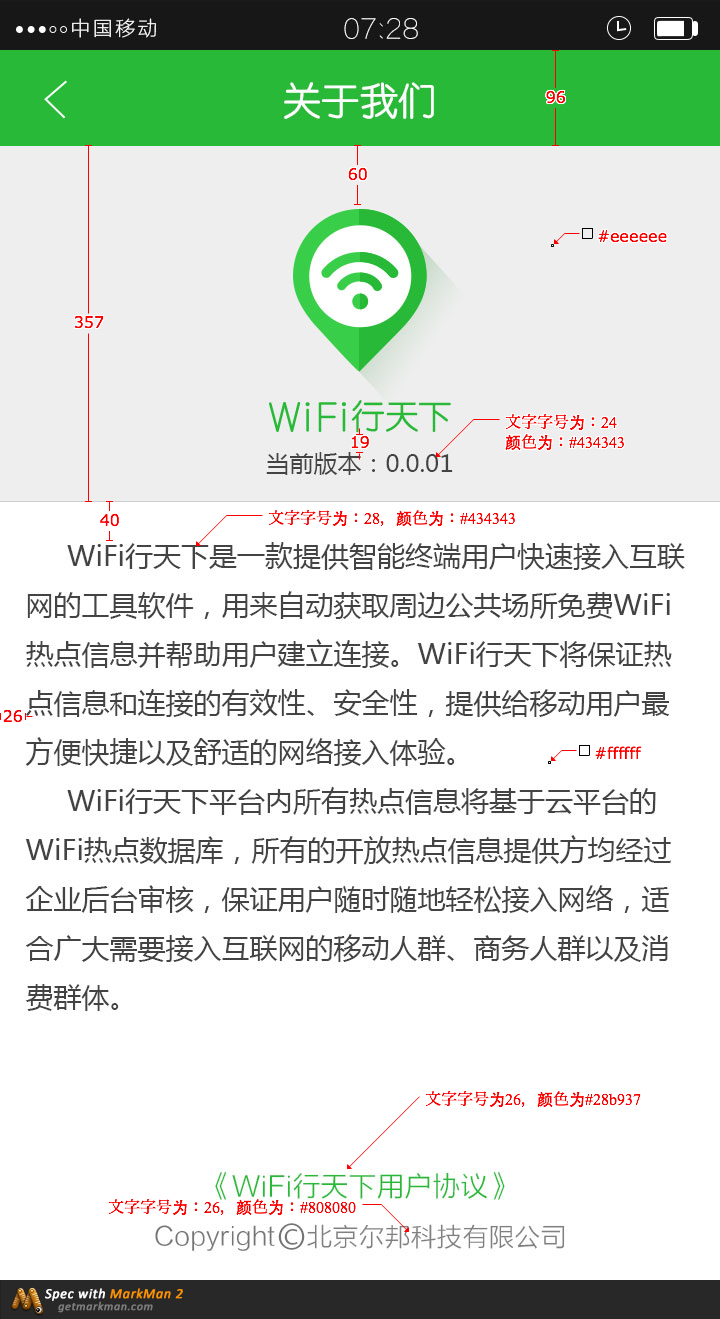 中国移动 07:28
关于我们
96
60
#eeeeee
357
WiFi行天下
文字字号为：24
颜色为：#434343
19
当前版本：0.0.01
40
文字字号为：28，颜色为：#434343
WiFi行天下是一款提供智能终端用户快速接入互联
网的工具软件，用来自动获取周边公共场所免费WiFi
热点信息并帮助用户建立连接。WiFi行天下将保证热
点信息和连接的有效性、安全性，提供给移动用户最
26
方便快捷以及舒适的网络接入体验。
#ffffff
WiFi行天下平台内所有热点信息将基于云平台的
WiFi热点数据库，所有的开放热点信息提供方均经过
企业后台审核，保证用户随时随地轻松接入网络，适
合广大需要接入互联网的移动人群、商务人群以及消
费群体。
文字字号为26，颜色为#28b937
《WiFi行天下用户协议》
文字字号为：26，颜色为：#808080
Copyright©北京尔邦科技有限公司
Spec with MarkMan 2
getmarkman.com